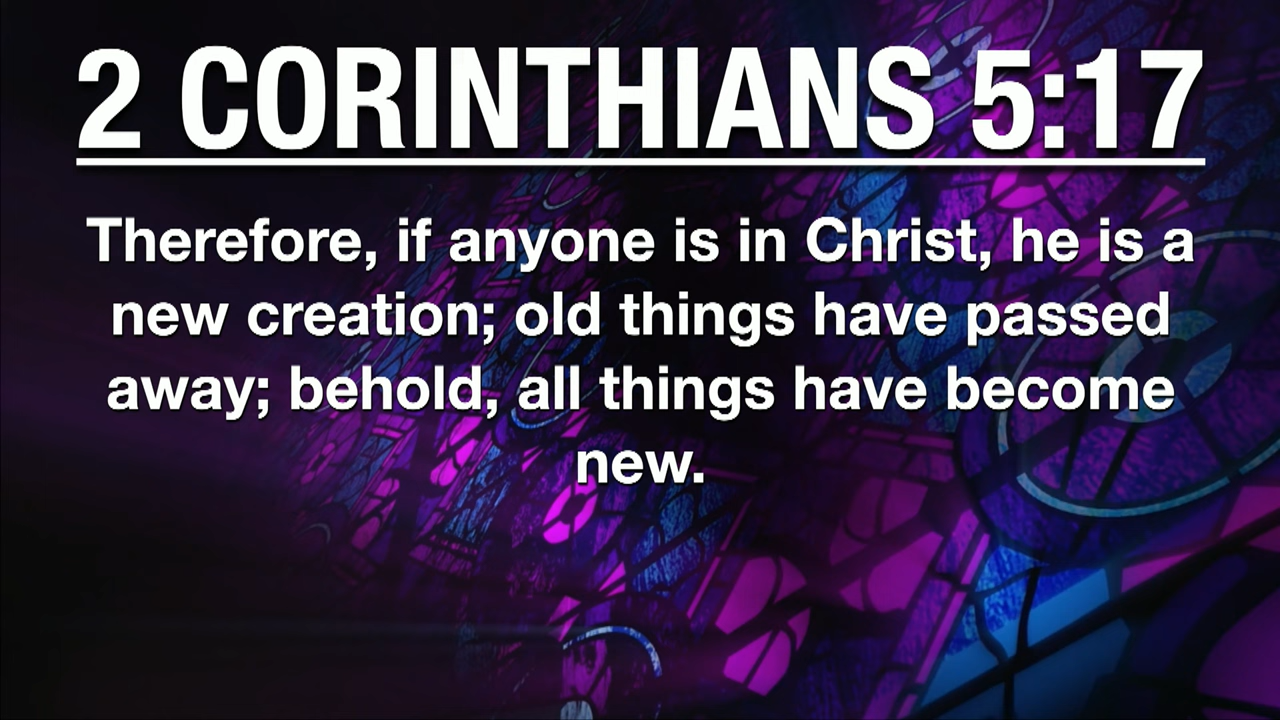 2 CORINTHIANS 5:17
Therefore, if anyone is in Christ, he is a
new creation; old things have passed
away; behold, all things have become
new.